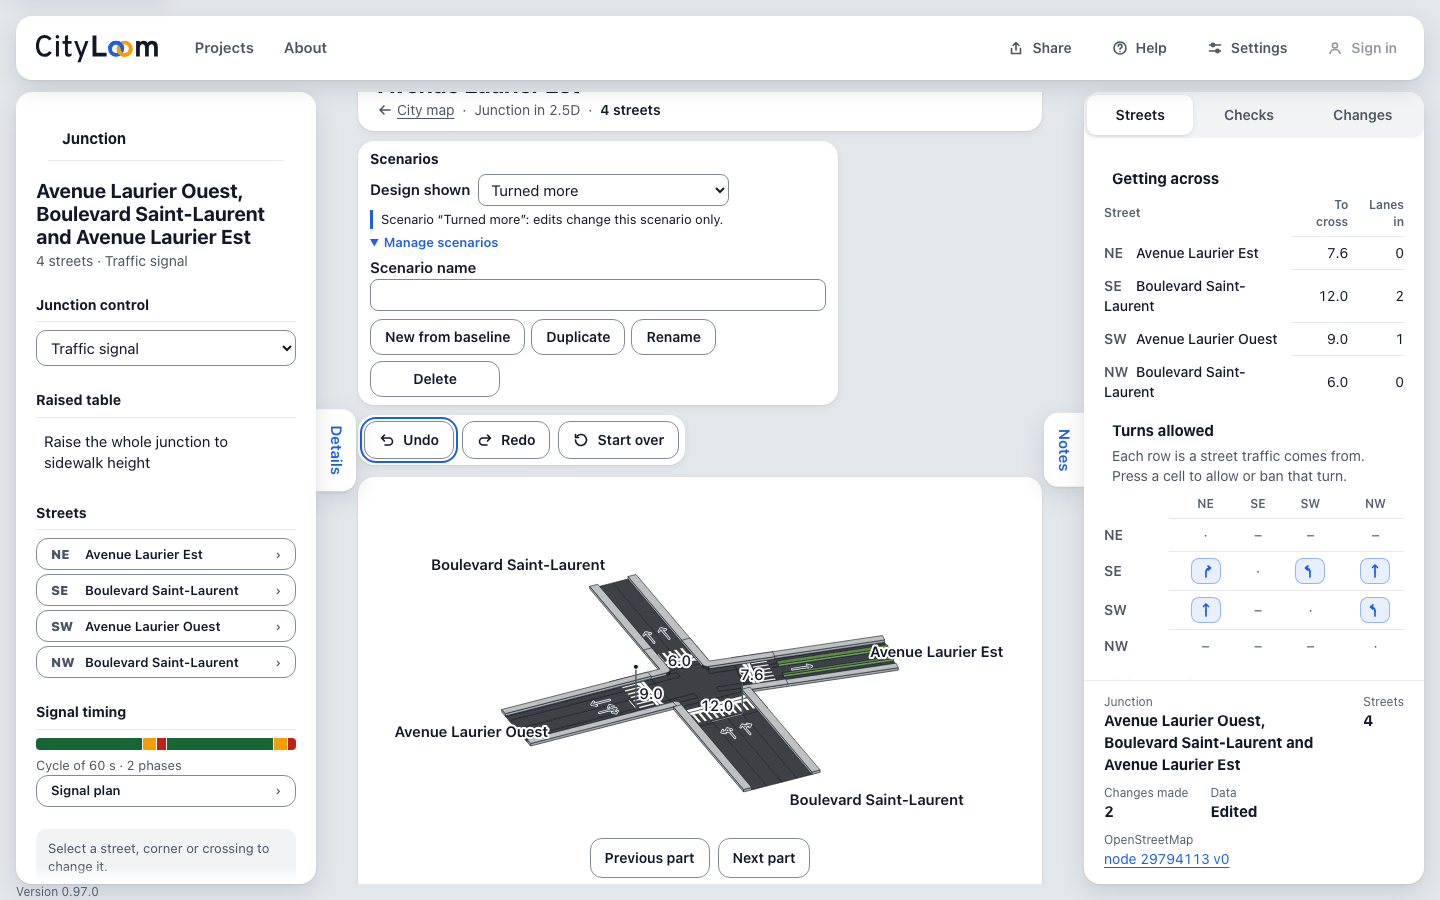 CityLoom
Projects
About
Share
Help
Settings
Sign in
Junction
Avenue Laurier Ouest,
Boulevard Saint-Laurent
and Avenue Laurier Est
4 streets · Traffic signal
Junction control
Traffic signal
Raised table
Raise the whole junction to
sidewalk height
Streets
NE Avenue Laurier Est ›
SE Boulevard Saint-Laurent ›
SW Avenue Laurier Ouest ›
NW Boulevard Saint-Laurent ›
Signal timing
Cycle of 60 s · 2 phases
Signal plan ›
Select a street, corner or crossing to
change it.
Version 0.97.0
Details
Avenue Laurier Est
← City map · Junction in 2.5D · 4 streets
Scenarios
Design shown Turned more
Scenario “Turned more”: edits change this scenario only.
▼ Manage scenarios
Scenario name
New from baseline Duplicate Rename
Delete
Undo Redo Start over
Boulevard Saint-Laurent
Avenue Laurier Est
6.0
7.6
9.0
12.0
Avenue Laurier Ouest
Boulevard Saint-Laurent
Previous part Next part
Notes
Streets Checks Changes
Getting across
Street To cross Lanes in
NE Avenue Laurier Est 7.6 0
SE Boulevard Saint-
Laurent 12.0 2
SW Avenue Laurier Ouest 9.0 1
NW Boulevard Saint-
Laurent 6.0 0
Turns allowed
Each row is a street traffic comes from.
Press a cell to allow or ban that turn.
NE SE SW NW
NE · – – –
SE ·
SW – ·
NW – – – ·
Junction
Avenue Laurier Ouest,
Boulevard Saint-Laurent and
Avenue Laurier Est
Streets
4
Changes made
2
Data
Edited
OpenStreetMap
node 29794113 v0